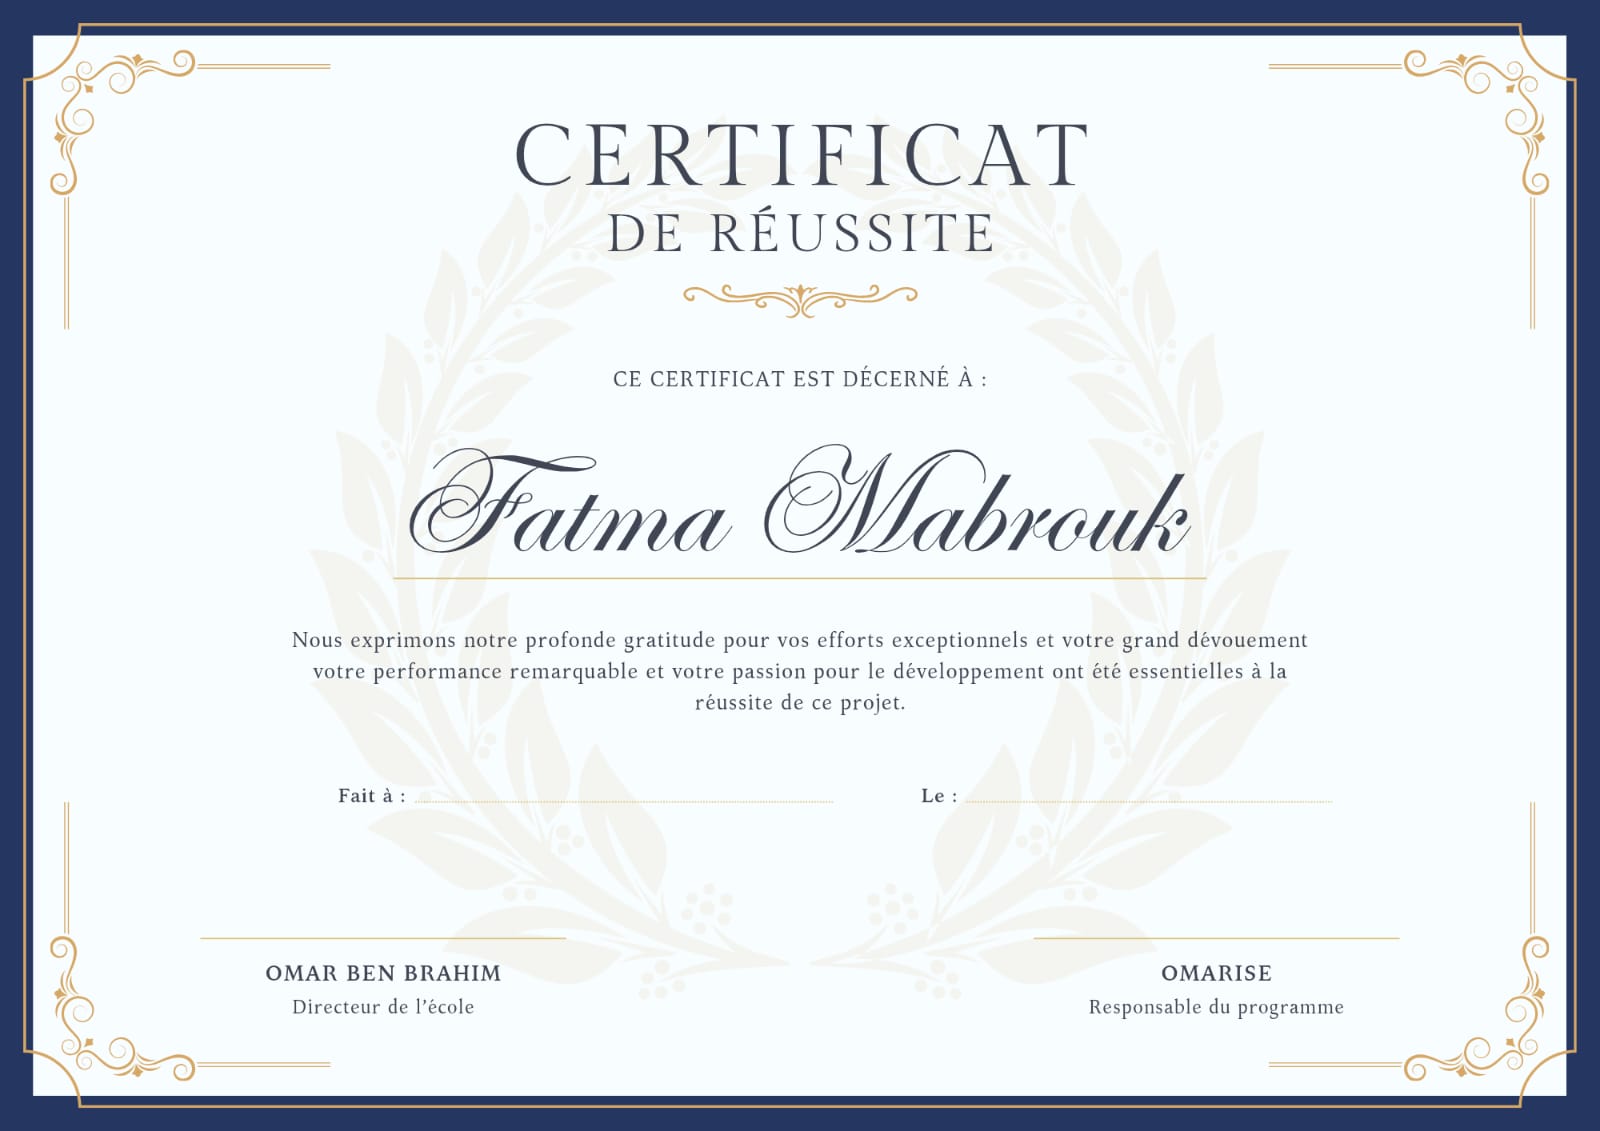 CERTIFICAT
DE RÉUSSITE
CE CERTIFICAT EST DÉCERNÉ À :
Fatma Mabrouk
Nous exprimons notre profonde gratitude pour vos efforts exceptionnels et votre grand dévouement
votre performance remarquable et votre passion pour le développement ont été essentielles à la
réussite de ce projet.
Fait à :
Le :
OMAR BEN BRAHIM
Directeur de l’école
OMARISE
Responsable du programme